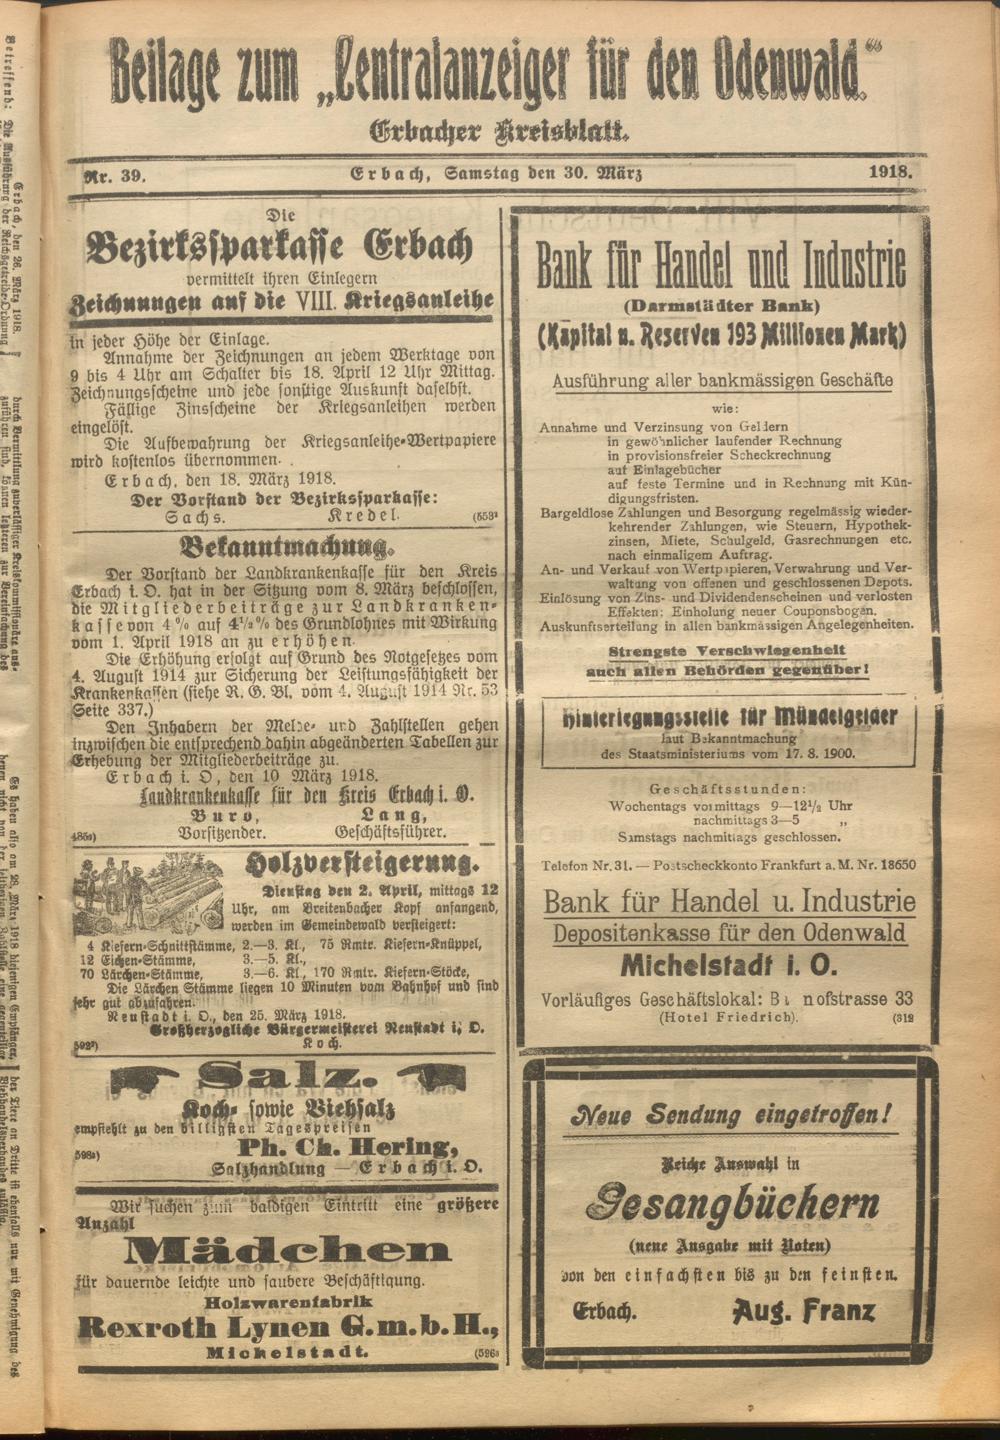 Beilage zum „Centralanzeiger für den Odenwald.“
Erbacher Kreisblatt.
Nr. 39.
Erbach, Samstag den 30. März
1918.
Die
Bezirkssparkasse Erbach
vermittelt ihren Einlegern
Zeichnungen auf die VIII. Kriegsanleihe
in jeder Höhe der Einlage.
Annahme der Zeichnungen an jedem Werktage von
9 bis 4 Uhr am Schalter bis 18. April 12 Uhr Mittag.
Zeichnungsscheine und jede sonstige Auskunft daselbst.
Fällige Zinsscheine der Kriegsanleihen werden
eingelöst.
Die Aufbewahrung der Kriegsanleihe-Wertpapiere
wird kostenlos übernommen.
Erbach, den 18. März 1918.
Der Vorstand der Bezirkssparkasse:
Sachs. Kredel.
Bekanntmachung.
Der Vorstand der Landkrankenkasse für den Kreis
Erbach i. O. hat in der Sitzung vom 8. März beschlossen,
die Mitgliederbeiträge zur Landkranken-
kasse von 4% auf 4½% des Grundlohnes mit Wirkung
vom 1. April 1918 an zu erhöhen.
Die Erhöhung erfolgt auf Grund des Notgesetzes vom
4. August 1914 zur Sicherung der Leistungsfähigkeit der
Krankenkassen (siehe R. G. Bl. vom 4. August 1914 Nr. 53
Seite 337.)
Den Inhabern der Melde- und Zahlstellen gehen
inzwischen die entsprechend dahin abgeänderten Tabellen zur
Erhebung der Mitgliederbeiträge zu.
Erbach i. O, den 10 März 1918.
Landkrankenkasse für den Kreis Erbach i. O.
Buro, Lang,
Vorsitzender. Geschäftsführer.
Holzversteigerung.
Dienstag den 2. April, mittags 12
Uhr, am Breitenbacher Kopf anfangend,
werden im Gemeindewald versteigert:
4 Kiefern-Schnittstämme, 2.—3. Kl., 75 Rmtr. Kiefern-Knüppel,
12 Eichen-Stämme, 3.—5. Kl.,
70 Lärchen-Stämme, 3.—6. Kl., 170 Rmtr. Kiefern-Stöcke,
Die Lärchen Stämme liegen 10 Minuten vom Bahnhof und sind
sehr gut abzufahren.
Neustadt i. O., den 25. März 1918.
Großherzogliche Bürgermeisterei Neustadt i. O.
Koch.
Salz.
Koch- sowie Viehsalz
empfiehlt zu den billigsten Tagespreisen
Ph. Ch. Hering,
Salzhandlung — Erbach i. O.
Wir suchen zum baldigen Eintritt eine größere
Anzahl
Mädchen
für dauernde leichte und saubere Beschäftigung.
Holzwarenfabrik
Rexroth Lynen G.m.b.H.,
Michelstadt.
Bank für Handel und Industrie
(Darmstädter Bank)
(Kapital u. Reserven 193 Millionen Mark)
Ausführung aller bankmässigen Geschäfte
wie:
Annahme und Verzinsung von Geldern
in gewöhnlicher laufender Rechnung
in provisionsfreier Scheckrechnung
auf Einlagebücher
auf feste Termine und in Rechnung mit Kün-
digungsfristen.
Bargeldlose Zahlungen und Besorgung regelmässig wieder-
kehrender Zahlungen, wie Steuern, Hypothek-
zinsen, Miete, Schulgeld, Gasrechnungen etc.
nach einmaligem Auftrag.
An- und Verkauf von Wertpapieren, Verwahrung und Ver-
waltung von offenen und geschlossenen Depots.
Einlösung von Zins- und Dividendenscheinen und verlosten
Effekten; Einholung neuer Couponsbogen.
Auskunftserteilung in allen bankmässigen Angelegenheiten.
Strengste Verschwiegenheit
auch allen Behörden gegenüber!
Hinterlegungsstelle für Mündelgelder
laut Bekanntmachung
des Staatsministeriums vom 17. 8. 1900.
Geschäftsstunden:
Wochentags vormittags 9—12½ Uhr
nachmittags 3—5 „
Samstags nachmittags geschlossen.
Telefon Nr. 31. — Postscheckkonto Frankfurt a. M. Nr. 18650
Bank für Handel u. Industrie
Depositenkasse für den Odenwald
Michelstadt i. O.
Vorläufiges Geschäftslokal: B nofstrasse 33
(Hotel Friedrich). (312
Neue Sendung eingetroffen!
Reiche Auswahl in
Gesangbüchern
(neue Ausgabe mit Noten)
von den einfachsten bis zu den feinsten.
Erbach. Aug. Franz